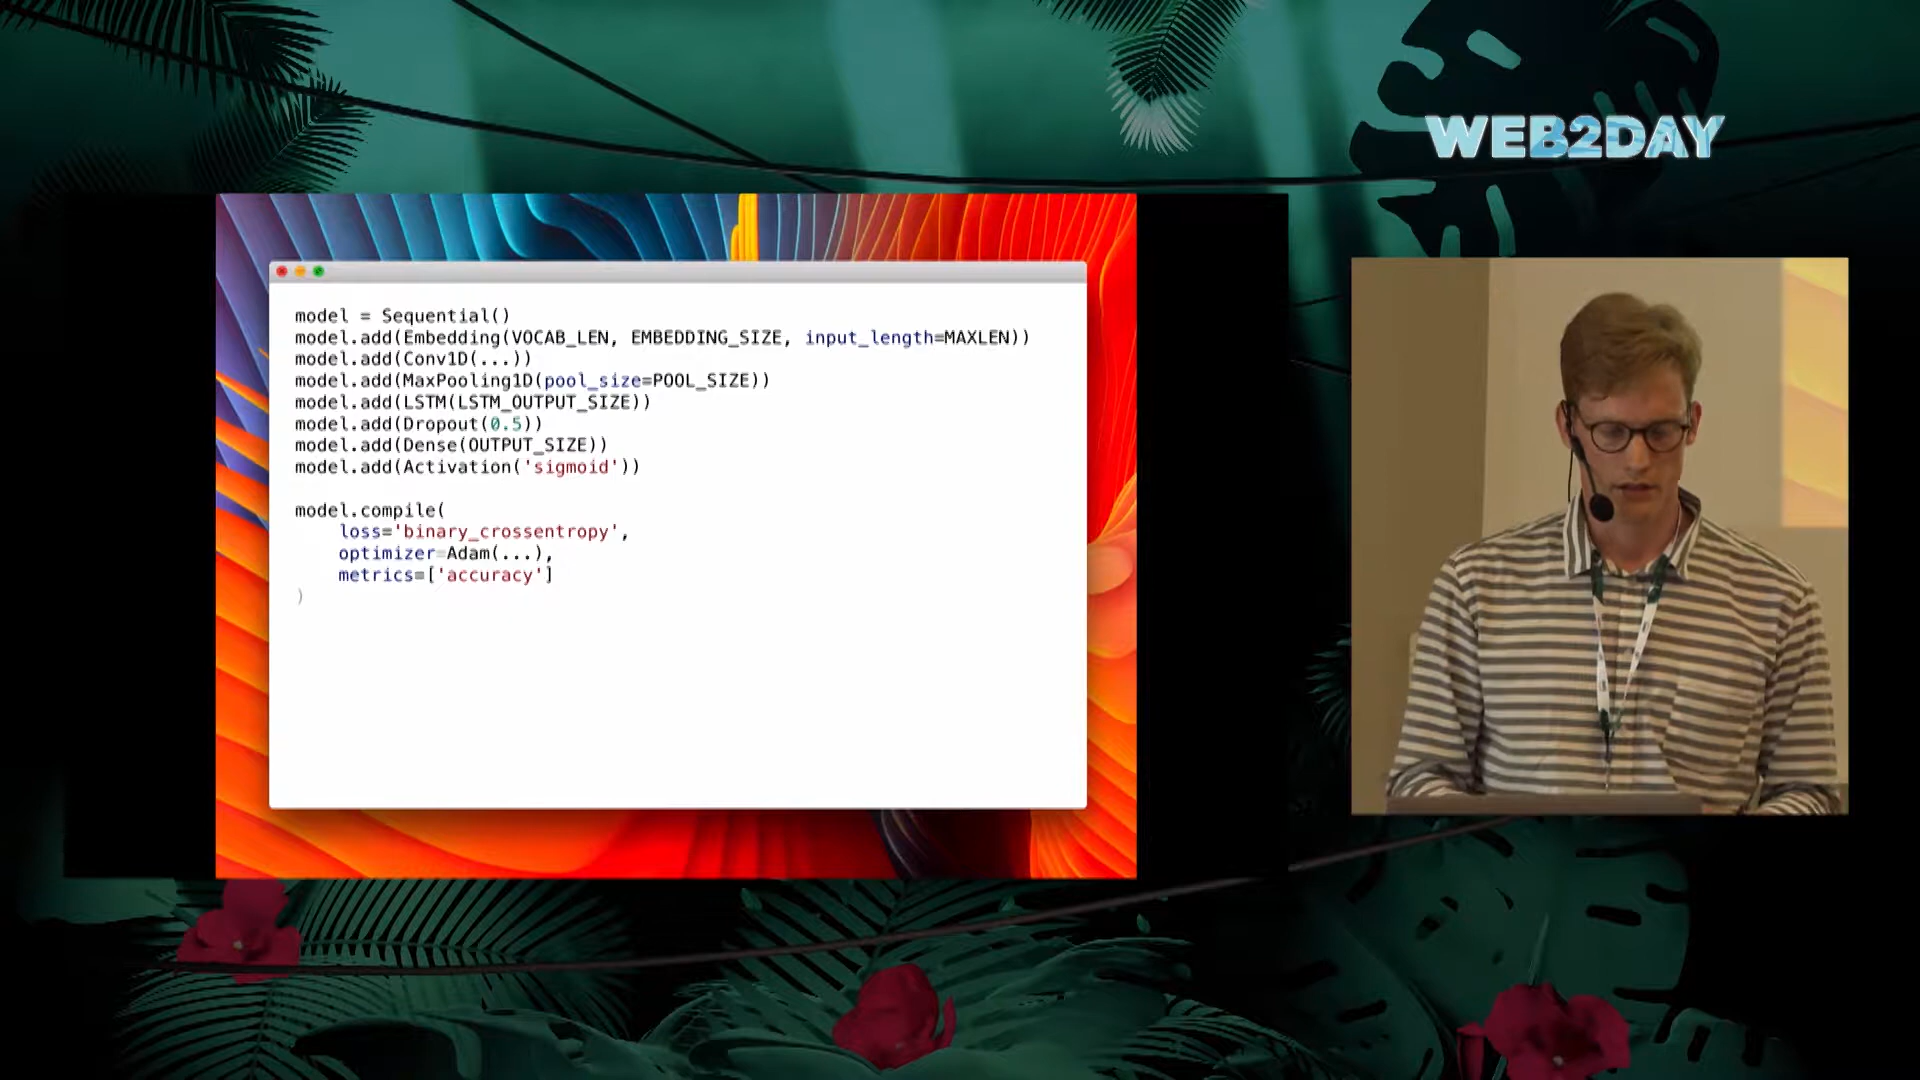 WEB2DAY
model = Sequential()
model.add(Embedding(VOCAB_LEN, EMBEDDING_SIZE, input_length=MAXLEN))
model.add(Conv1D(...))
model.add(MaxPooling1D(pool_size=POOL_SIZE))
model.add(LSTM(LSTM_OUTPUT_SIZE))
model.add(Dropout(0.5))
model.add(Dense(OUTPUT_SIZE))
model.add(Activation('sigmoid'))
model.compile(
    loss='binary_crossentropy',
    optimizer=Adam(...),
    metrics=['accuracy']
)